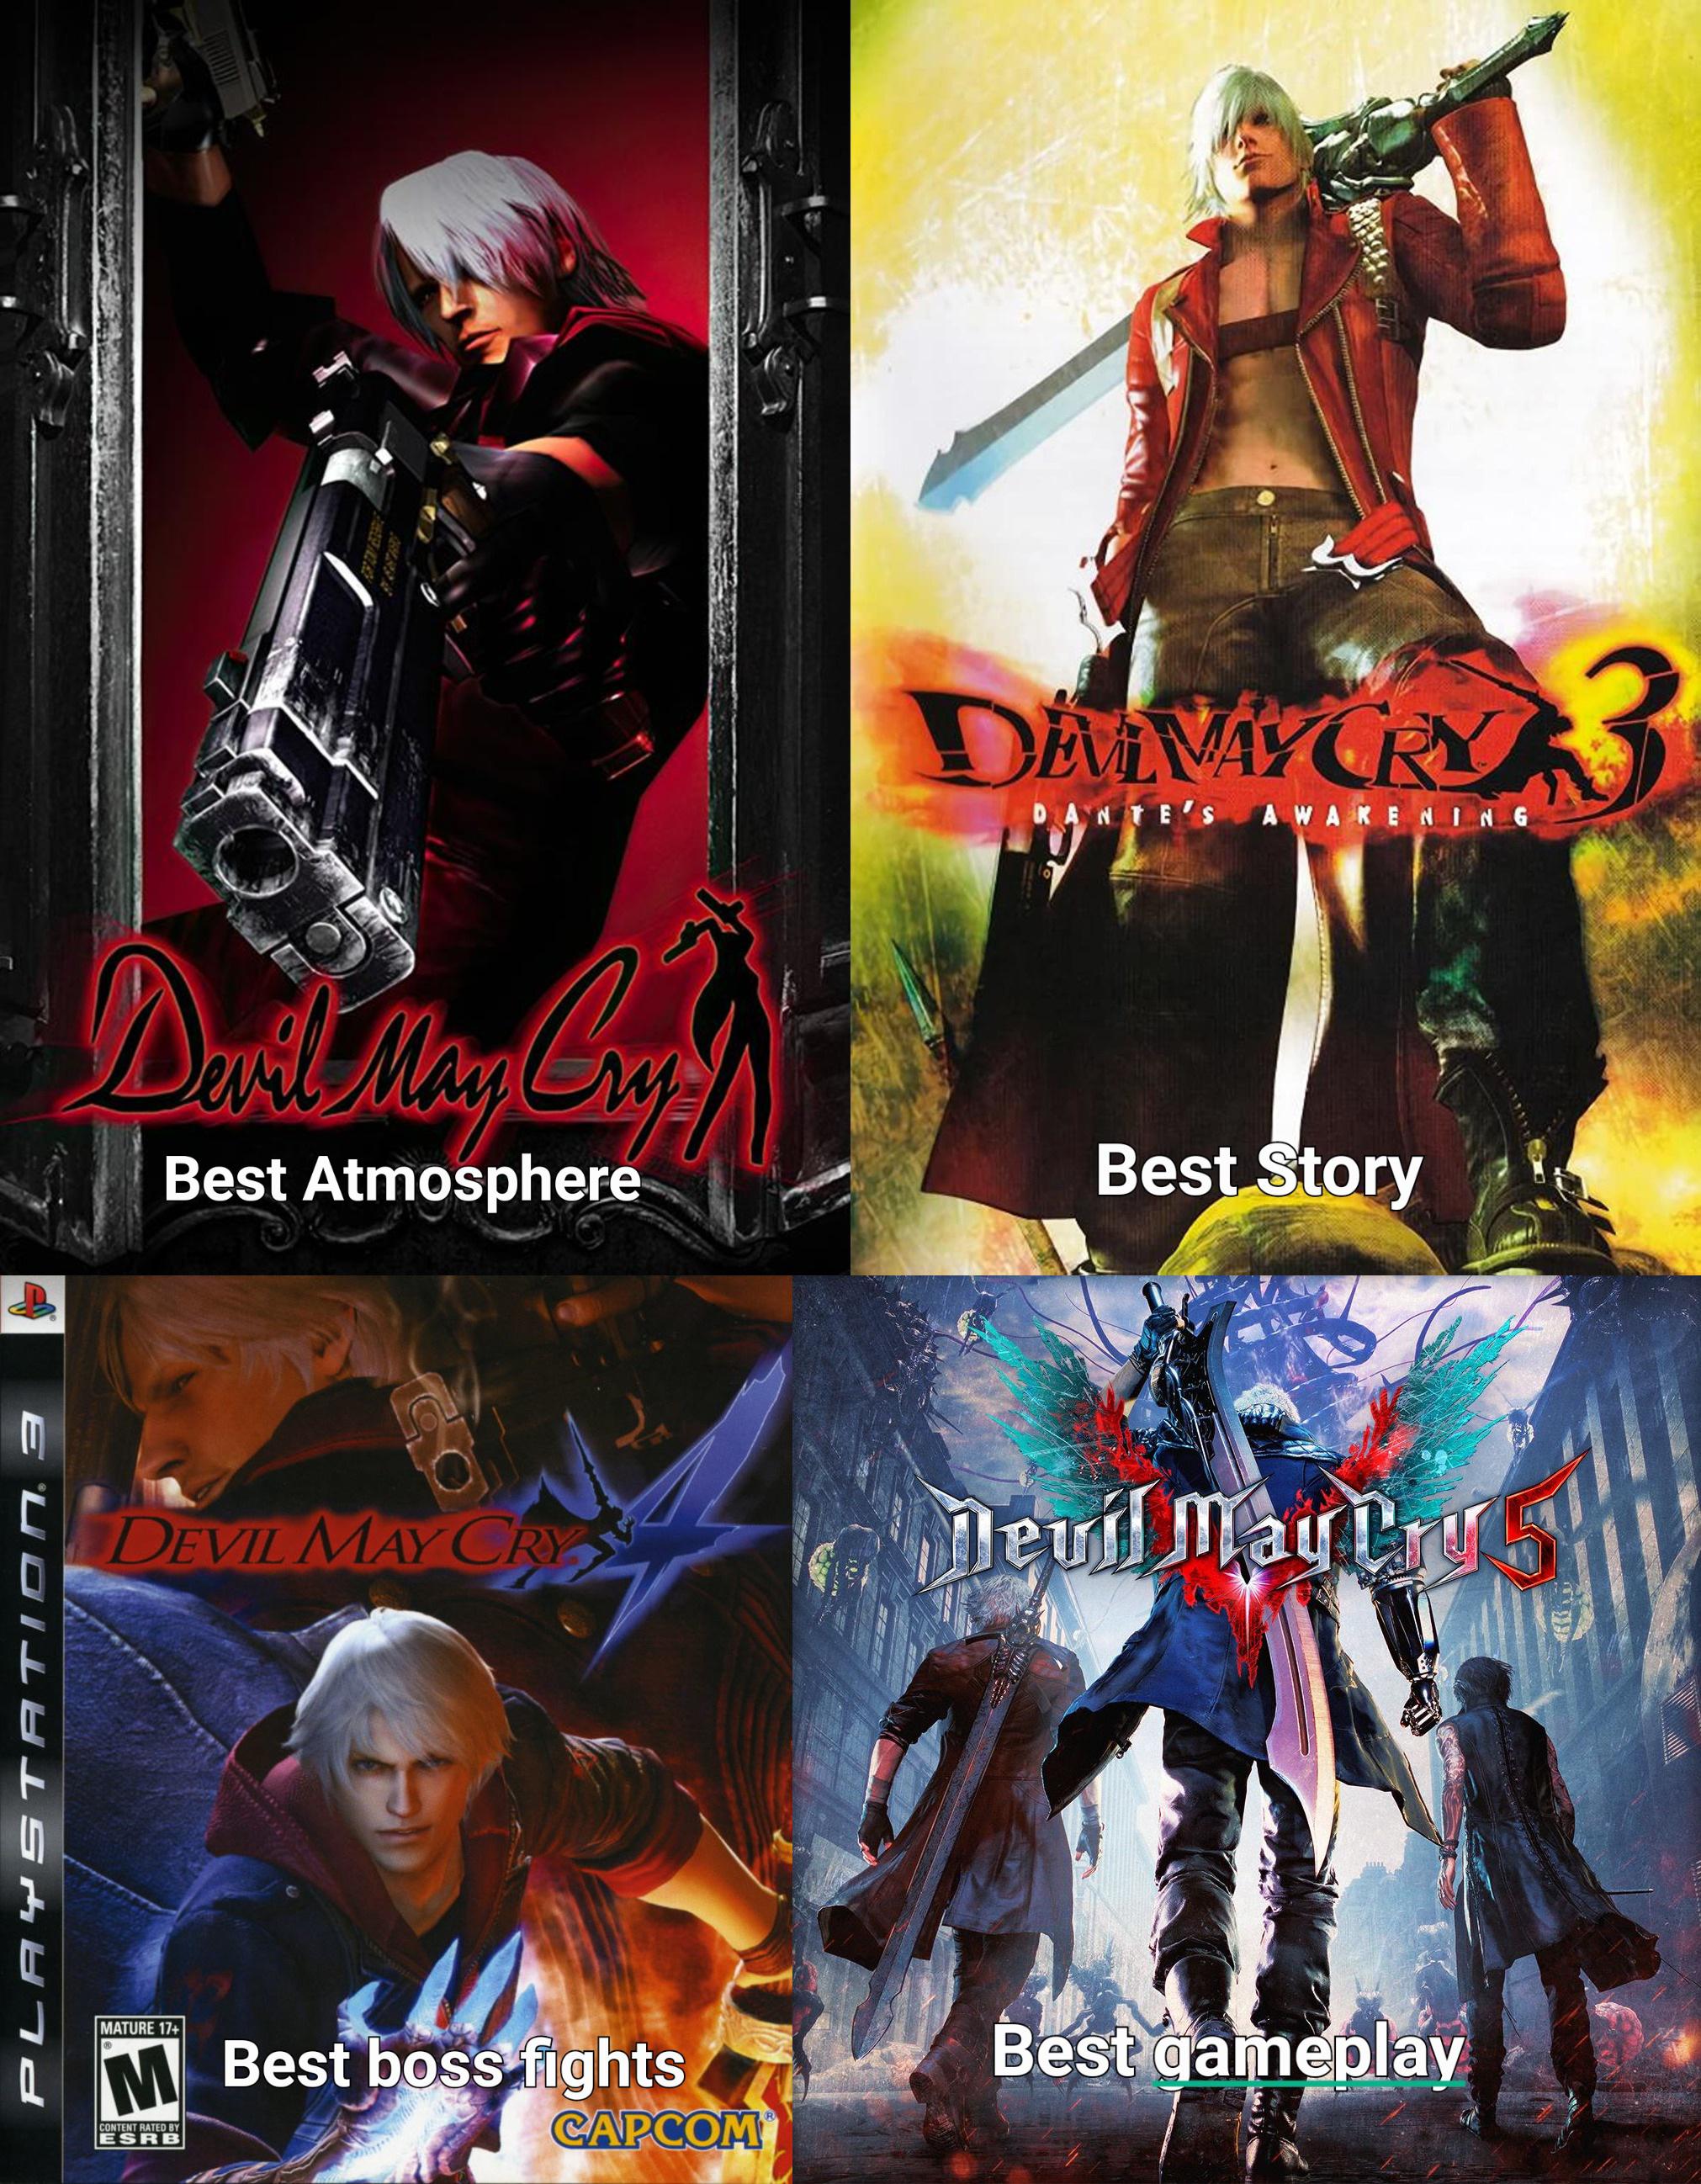 Devil May Cry
Best Atmosphere
DEVIL MAY CRY 3
DANTE'S AWAKENING
Best Story
PLAYSTATION 3
DEVIL MAY CRY 4
MATURE 17+
M
CONTENT RATED BY
ESRB
Best boss fights
CAPCOM
Devil May Cry 5
Best gameplay